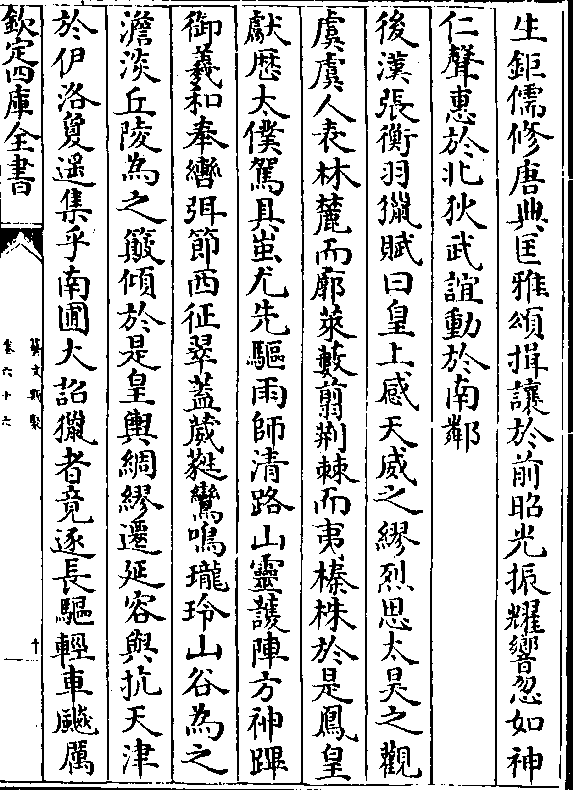 生鉅儒修唐典匡雅頌揖讓於前昭光振耀響忽如神
仁聲惠於北狄武誼動於南鄰
後漢張衡羽獵賦曰皇上感天威之繆烈思太昊之觀
虞虞人表林麓而廓萊藪翦荆棘而夷榛株於是鳳皇
獻歴太僕駕具蚩尤先驅雨師清路山靈護陣方神蹕
御羲和奉轡弭節西征翠蓋葳蕤鸞鳴瓏玲山谷為之
澹淡丘陵為之簸傾於是皇輿綢繆遷延容與抗天津
於伊洛敻遥集乎南圃大詔獵者竟逐長驅輕車飈厲
欽定四庫全書
藝文類聚
卷六十六
十